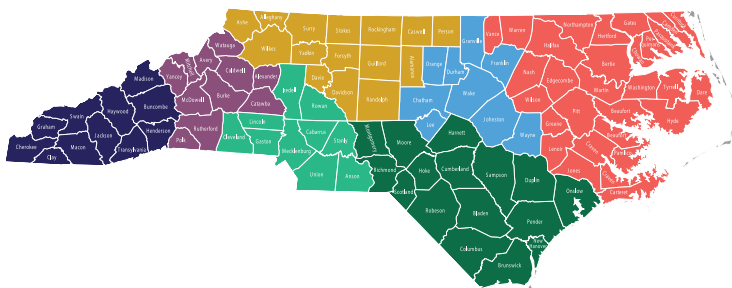 Ashe
Alleghany
Surry
Stokes
Rockingham
Caswell
Person
Granville
Vance
Warren
Northampton
Gates
Hertford
Halifax
Watauga
Wilkes
Yadkin
Forsyth
Guilford
Alamance
Orange
Durham
Franklin
Nash
Edgecombe
Bertie
Martin
Washington
Tyrrell
Dare
Madison
Yancey
Avery
Caldwell
Alexander
Iredell
Davie
Davidson
Randolph
Chatham
Wake
Wilson
Pitt
Beaufort
Hyde
Swain
Haywood
Buncombe
McDowell
Burke
Catawba
Rowan
Lee
Johnston
Wayne
Greene
Lenoir
Craven
Beaufort
Pamlico
Graham
Cherokee
Clay
Macon
Jackson
Transylvania
Henderson
Polk
Rutherford
Cleveland
Lincoln
Gaston
Mecklenburg
Cabarrus
Stanly
Union
Anson
Montgomery
Moore
Richmond
Harnett
Hoke
Scotland
Cumberland
Sampson
Duplin
Jones
Craven
Carteret
Onslow
Robeson
Bladen
Pender
Columbus
Brunswick
New
Hanover